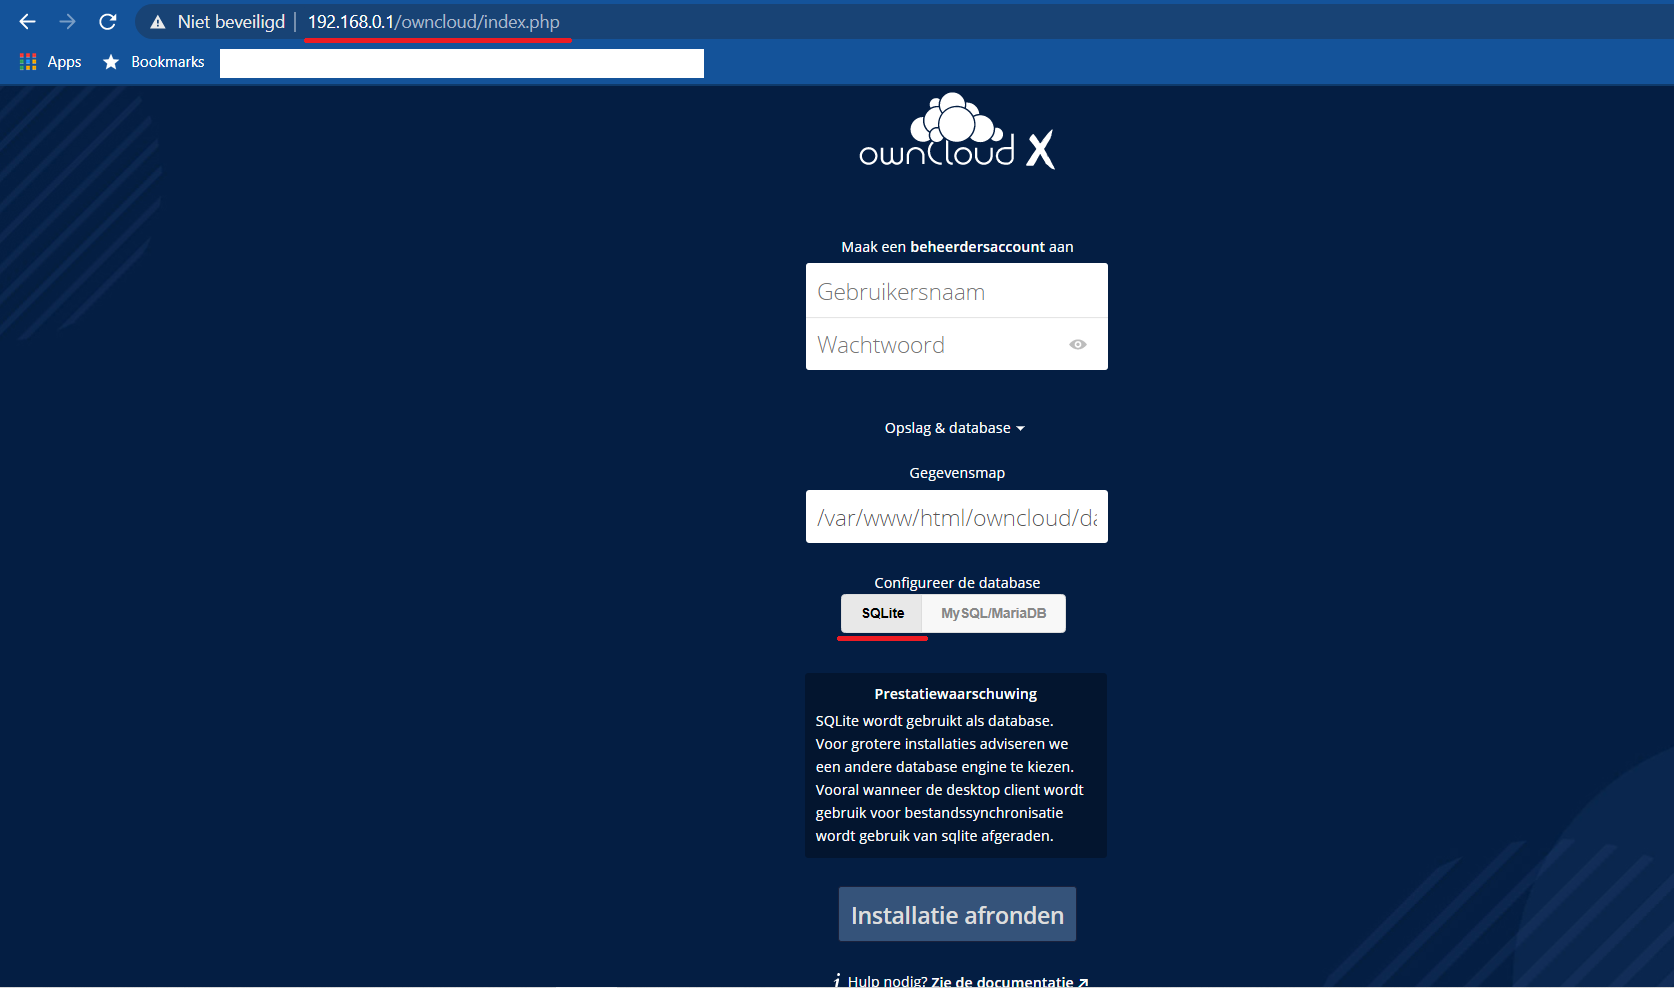 Niet beveiligd | 192.168.0.1/owncloud/index.php
Apps Bookmarks
ownCloud X
Maak een beheerdersaccount aan
Gebruikersnaam
Wachtwoord
Opslag & database
Gegevensmap
/var/www/html/owncloud/da
Configureer de database
SQLite MySQL/MariaDB
Prestatiewaarschuwing
SQLite wordt gebruikt als database.
Voor grotere installaties adviseren we
een andere database engine te kiezen.
Vooral wanneer de desktop client wordt
gebruik voor bestandssynchronisatie
wordt gebruik van sqlite afgeraden.
Installatie afronden
i Hulp nodig? Zie de documentatie ↗